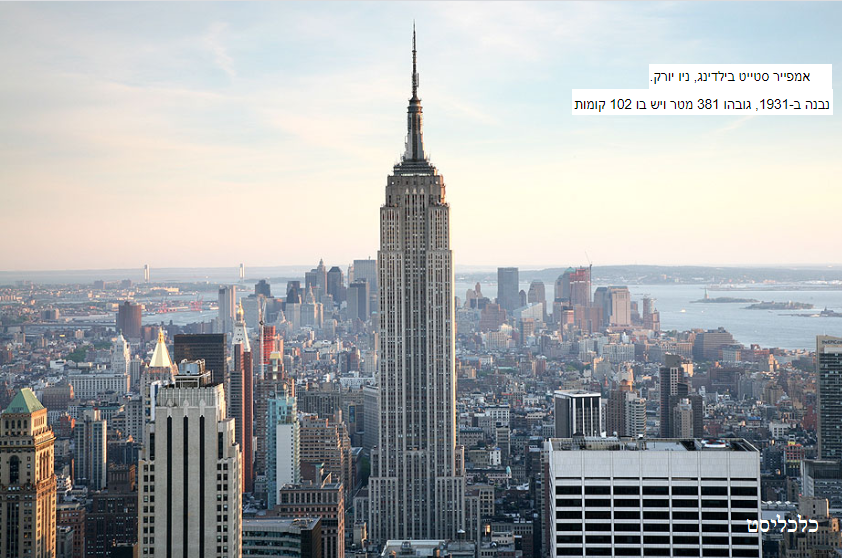 אמפייר סטייט בילדינג, ניו יורק.
נבנה ב-1931, גובהו 381 מטר ויש בו 102 קומות
כלכליסט